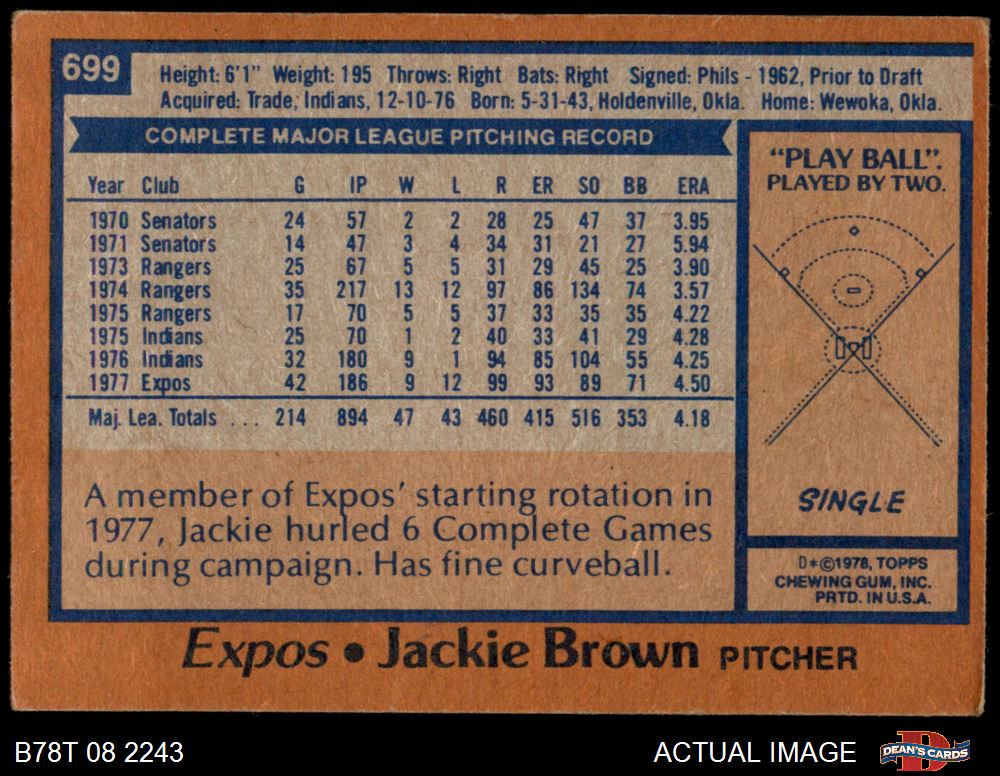 699
Height: 6'1" Weight: 195 Throws: Right Bats: Right Signed: Phils - 1962, Prior to Draft
Acquired: Trade, Indians, 12-10-76 Born: 5-31-43, Holdenville, Okla. Home: Wewoka, Okla.
COMPLETE MAJOR LEAGUE PITCHING RECORD
Year Club G IP W L R ER SO BB ERA
1970 Senators 24 57 2 2 28 25 47 37 3.95
1971 Senators 14 47 3 4 34 31 21 27 5.94
1973 Rangers 25 67 5 5 31 29 45 25 3.90
1974 Rangers 35 217 13 12 97 86 134 74 3.57
1975 Rangers 17 70 5 5 37 33 35 35 4.22
1975 Indians 25 70 1 2 40 33 41 29 4.28
1976 Indians 32 180 9 1 94 85 104 55 4.25
1977 Expos 42 186 9 12 99 93 89 71 4.50
Maj. Lea. Totals ... 214 894 47 43 460 415 516 353 4.18
A member of Expos' starting rotation in
1977, Jackie hurled 6 Complete Games
during campaign. Has fine curveball.
"PLAY BALL".
PLAYED BY TWO.
SINGLE
D*©1978, TOPPS
CHEWING GUM, INC.
PRTD. IN U.S.A.
Expos • Jackie Brown PITCHER
B78T 08 2243
ACTUAL IMAGE
DEAN'S CARDS